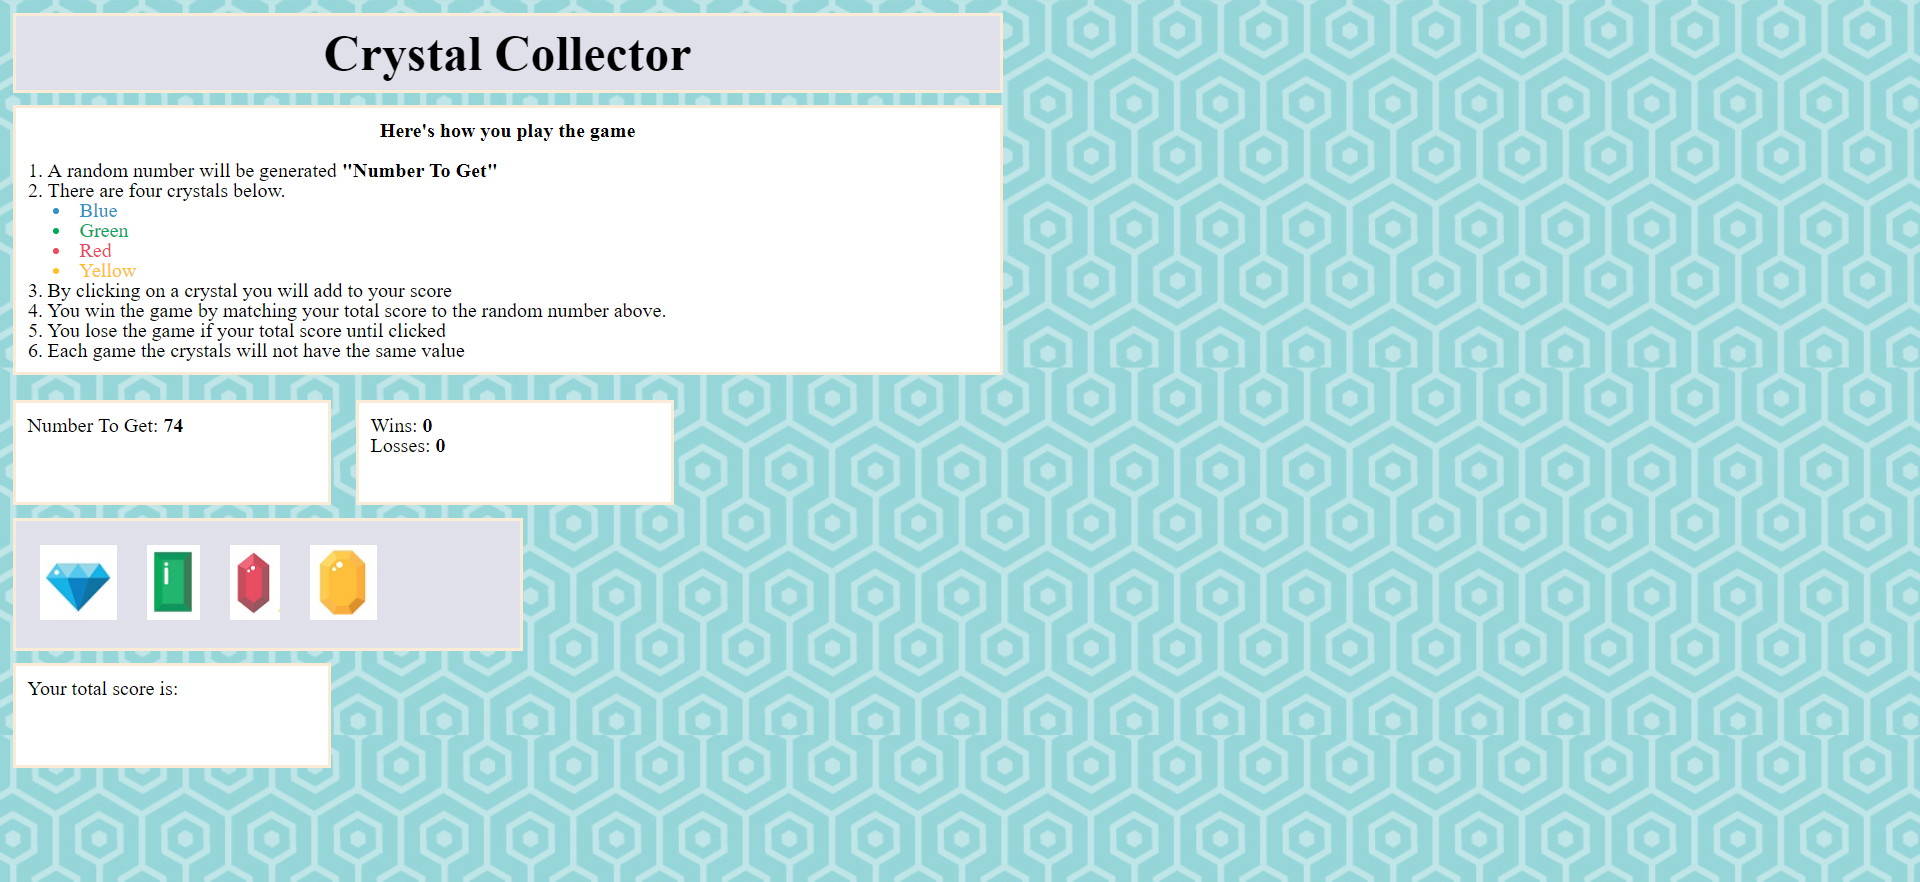 Crystal Collector
Here's how you play the game
1. A random number will be generated "Number To Get"
2. There are four crystals below.
• Blue
• Green
• Red
• Yellow
3. By clicking on a crystal you will add to your score
4. You win the game by matching your total score to the random number above.
5. You lose the game if your total score until clicked
6. Each game the crystals will not have the same value
Number To Get: 74
Wins: 0
Losses: 0
Your total score is: